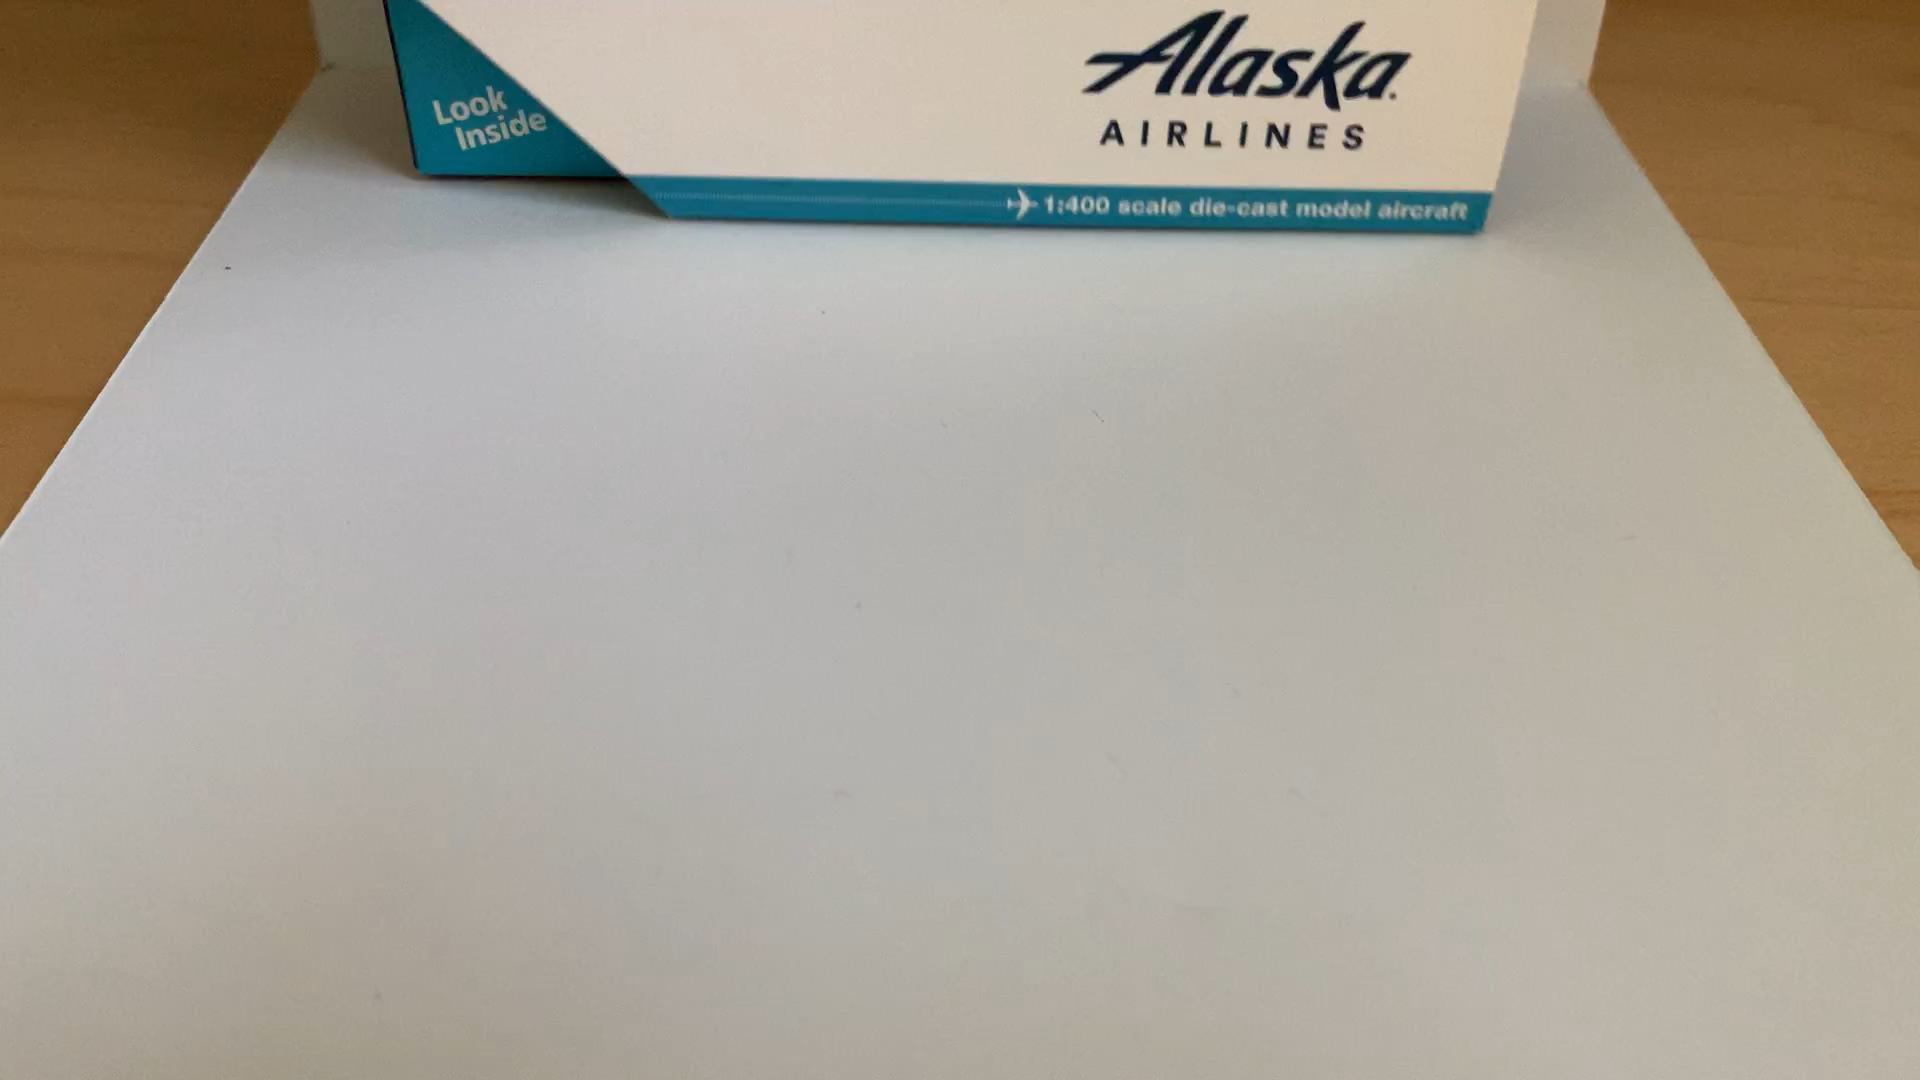 Look
Inside
Alaska.
AIRLINES
1:400 scale die-cast model aircraft